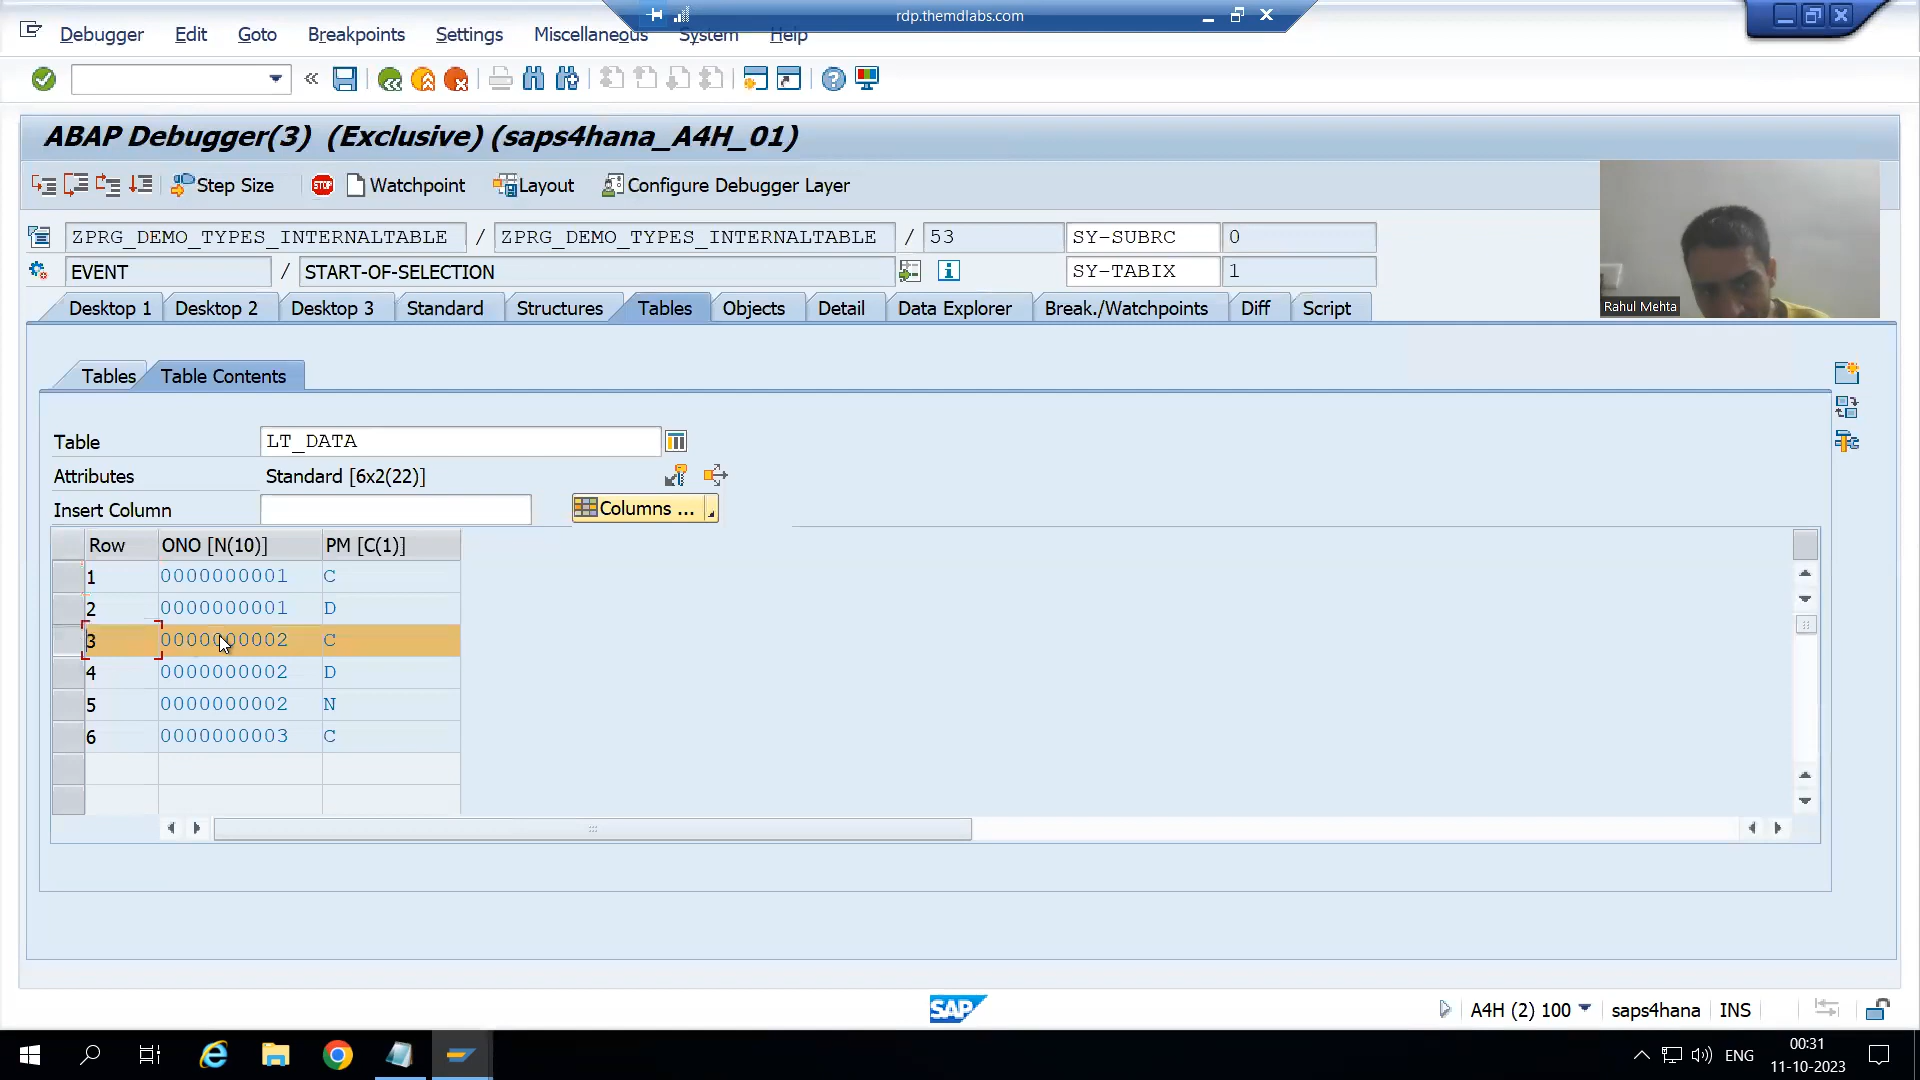 rdp.themdlabs.com
Debugger Edit Goto Breakpoints Settings Miscellaneous System Help
ABAP Debugger(3) (Exclusive) (saps4hana_A4H_01)
Step Size STOP Watchpoint Layout Configure Debugger Layer
ZPRG_DEMO_TYPES_INTERNALTABLE / ZPRG_DEMO_TYPES_INTERNALTABLE / 53 SY-SUBRC 0
EVENT / START-OF-SELECTION SY-TABIX 1
Rahul Mehta
Desktop 1 Desktop 2 Desktop 3 Standard Structures Tables Objects Detail Data Explorer Break./Watchpoints Diff Script
Tables Table Contents
Table LT_DATA
Attributes Standard [6x2(22)]
Insert Column Columns ...
Row ONO [N(10)] PM [C(1)]
1 0000000001 C
2 0000000001 D
3 0000000002 C
4 0000000002 D
5 0000000002 N
6 0000000003 C
SAP A4H (2) 100 saps4hana INS
ENG 00:31
11-10-2023